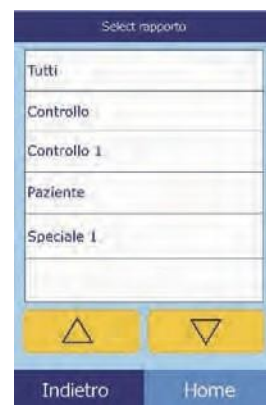 Select rapporto
Tutti
Controllo
Controllo 1
Paziente
Speciale 1
Indietro
Home